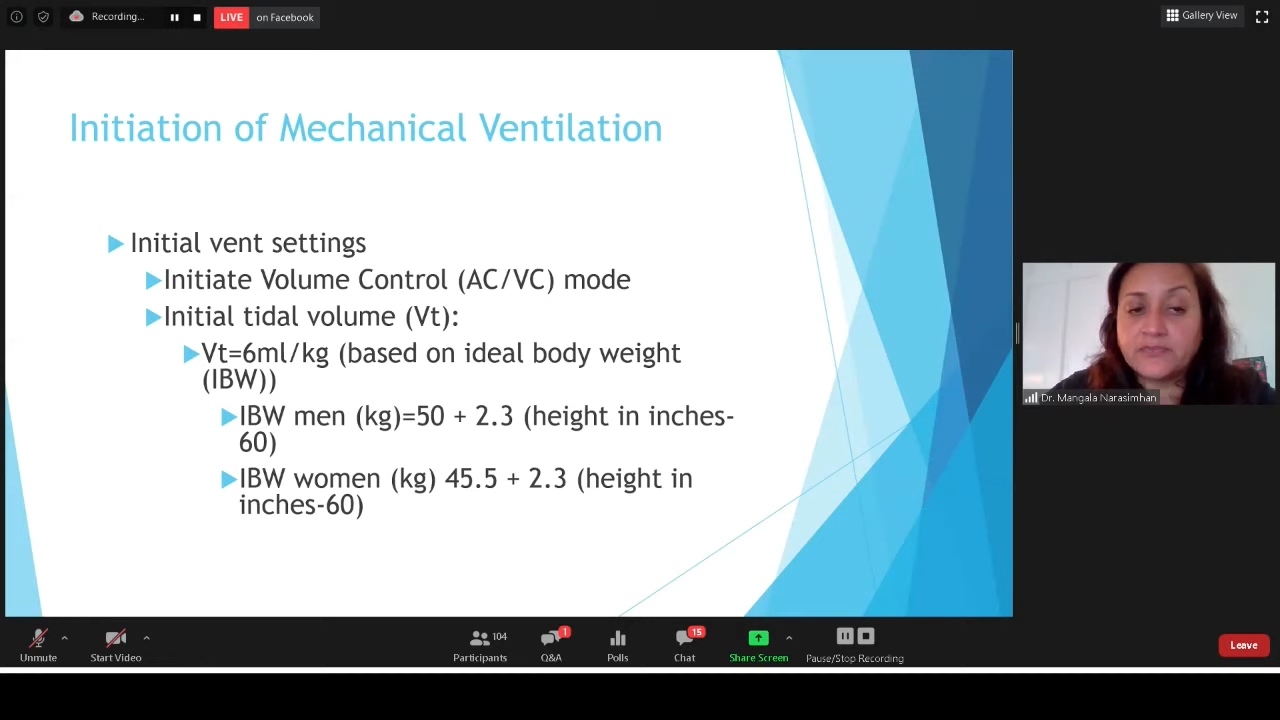 Recording...
LIVE on Facebook
Gallery View
Initiation of Mechanical Ventilation
Initial vent settings
Initiate Volume Control (AC/VC) mode
Initial tidal volume (Vt):
Vt=6ml/kg (based on ideal body weight
(IBW))
IBW men (kg)=50 + 2.3 (height in inches-
60)
IBW women (kg) 45.5 + 2.3 (height in
inches-60)
Dr. Mangala Narasimhan
Unmute
Start Video
104
Participants
1
Q&A
Polls
15
Chat
Share Screen
Pause/Stop Recording
Leave